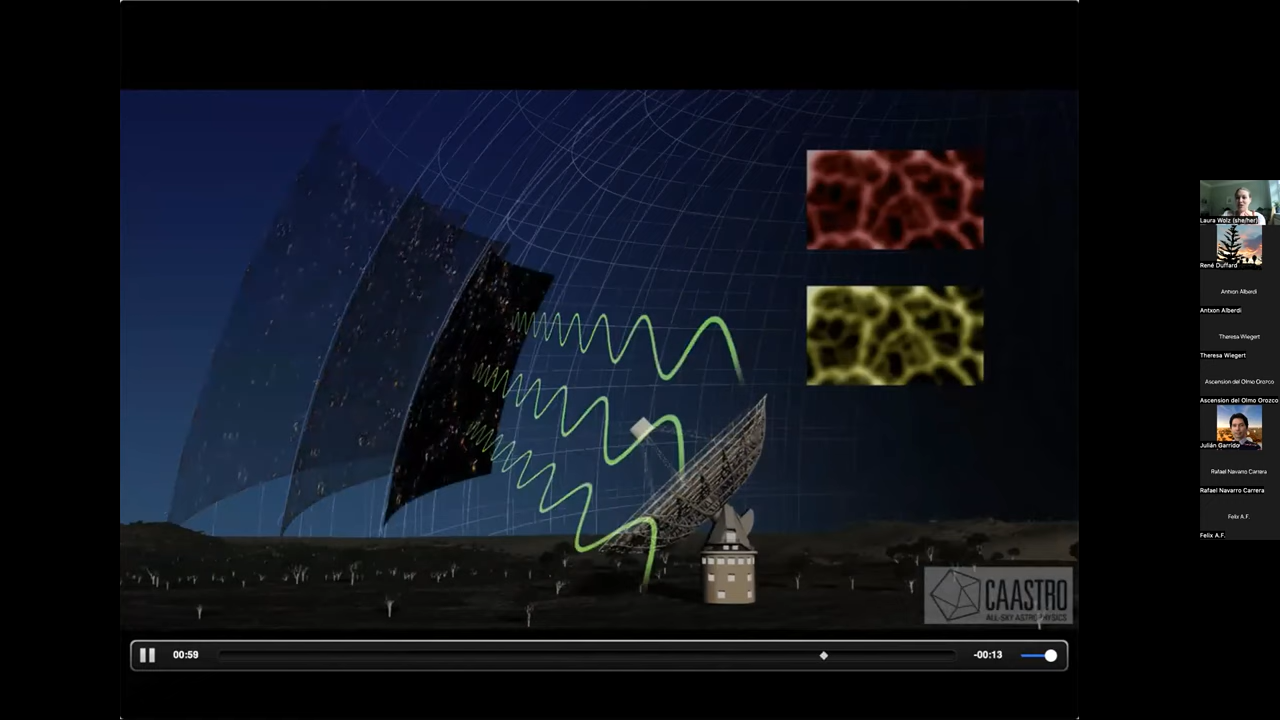 CAASTRO
ALL-SKY ASTROPHYSICS
00:59
-00:13
Laura Wolz (she/her)
René Duffard
Antxon Alberdi
Antxon Alberdi
Theresa Wiegert
Theresa Wiegert
Ascension del Olmo Orozco
Ascension del Olmo Orozco
Julián Garrido
Rafael Navarro Carrera
Rafael Navarro Carrera
Felix A.F.
Felix A.F.